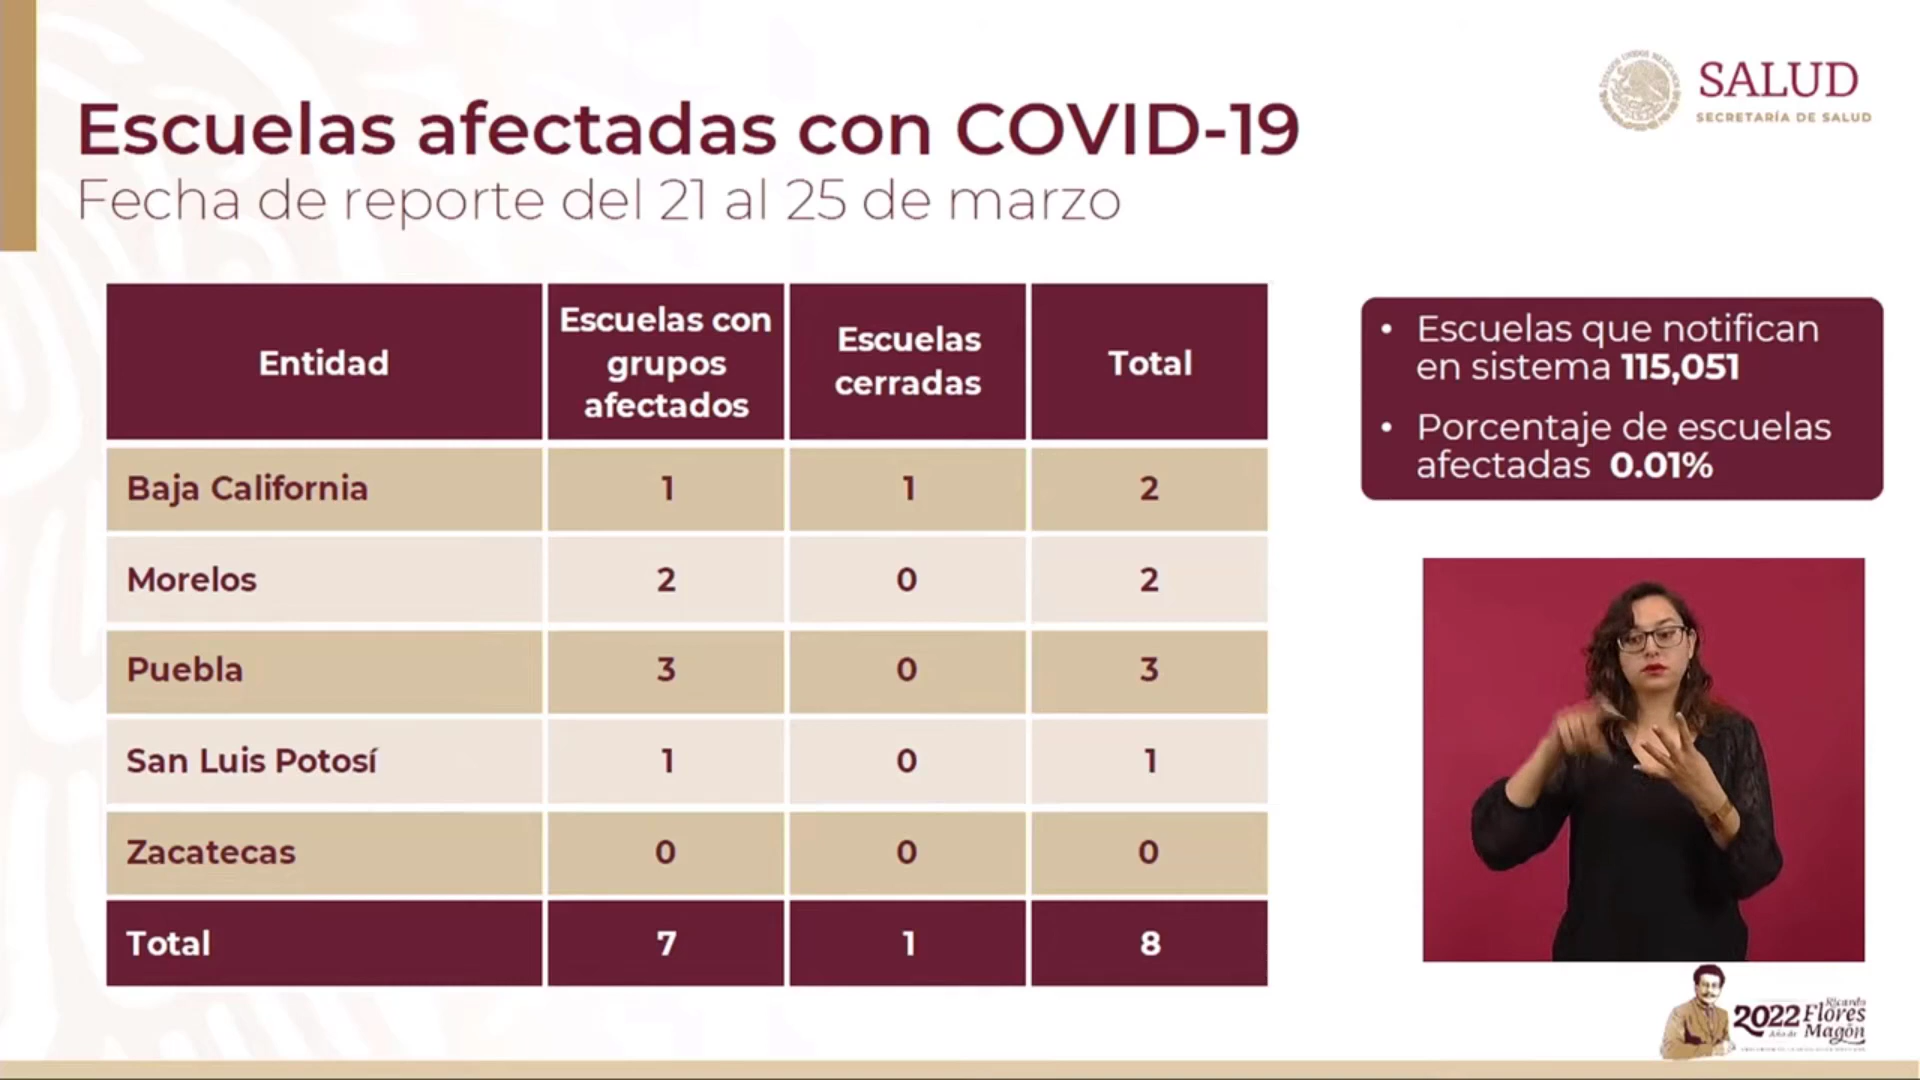 SALUD
SECRETARÍA DE SALUD
Escuelas afectadas con COVID-19
Fecha de reporte del 21 al 25 de marzo
Entidad
Escuelas con
grupos
afectados
Escuelas
cerradas
Total
Baja California 1 1 2
Morelos 2 0 2
Puebla 3 0 3
San Luis Potosí 1 0 1
Zacatecas 0 0 0
Total 7 1 8
• Escuelas que notifican
en sistema 115,051
• Porcentaje de escuelas
afectadas 0.01%
2022 Ricardo
Flores
Año de Magón